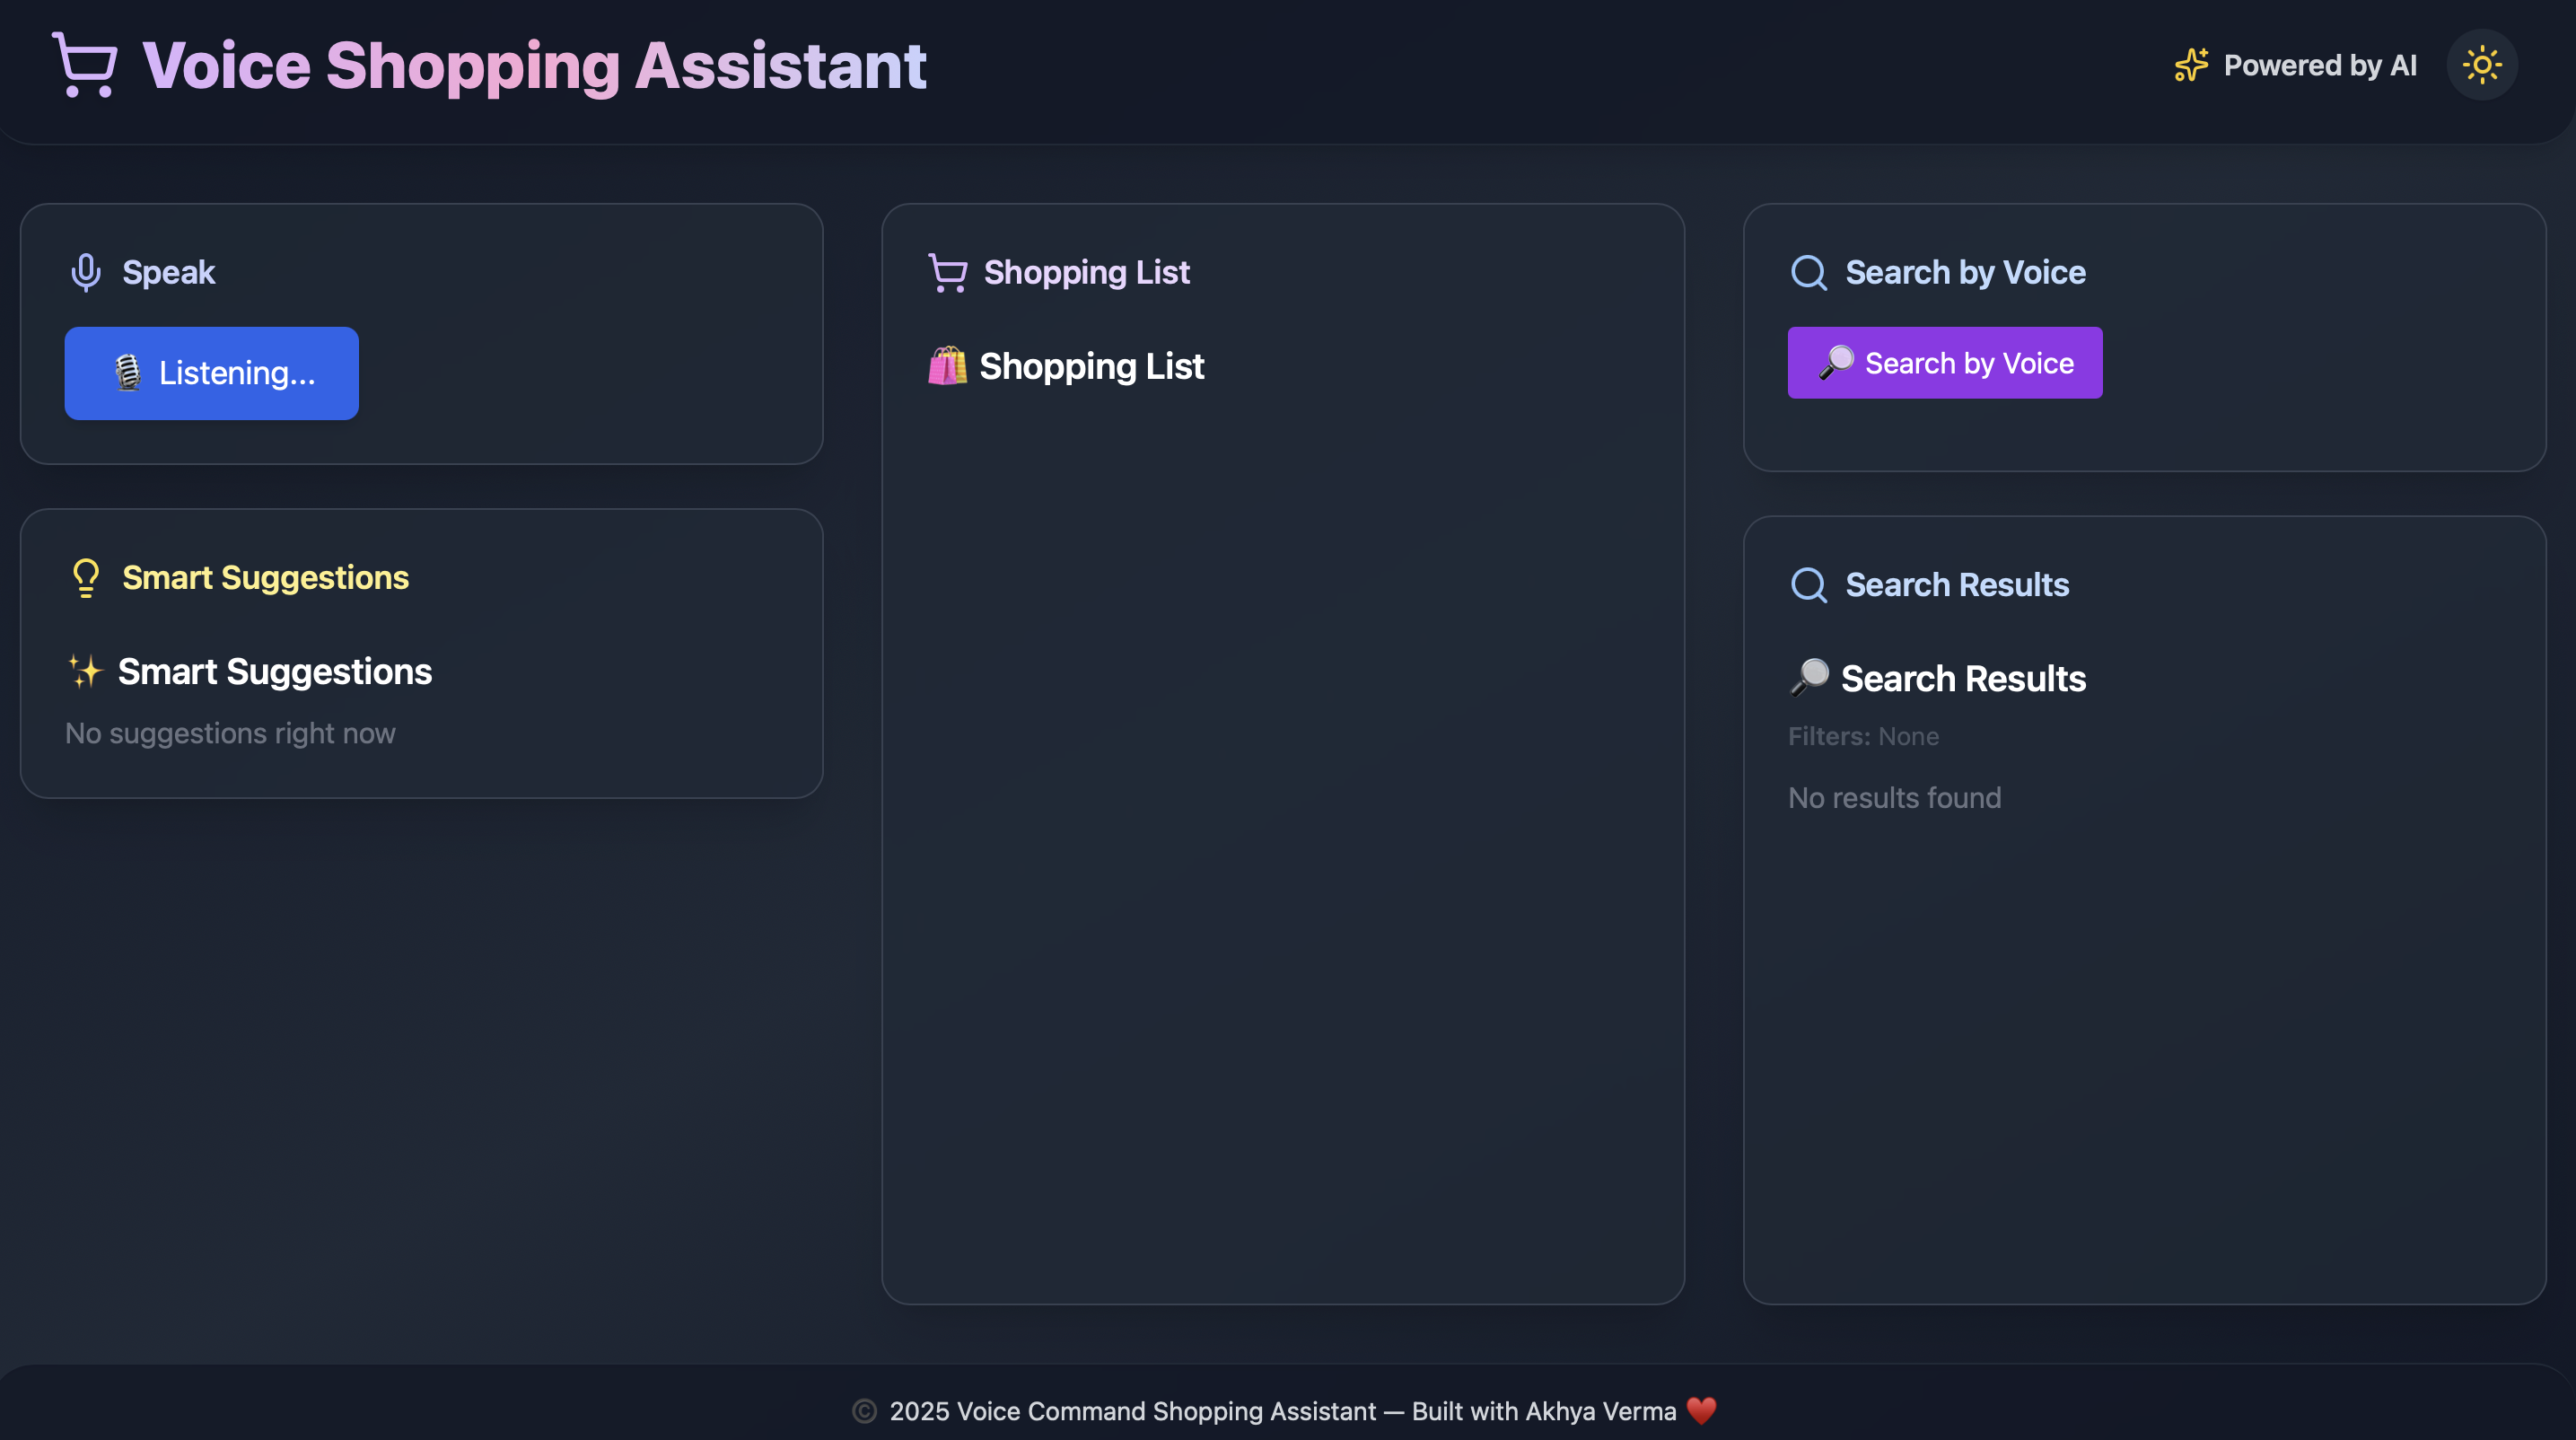 Voice Shopping Assistant
Powered by AI
Speak
🎙️ Listening...
Smart Suggestions
✨ Smart Suggestions
No suggestions right now
Shopping List
🛍️ Shopping List
Search by Voice
🔎 Search by Voice
Search Results
🔎 Search Results
Filters: None
No results found
© 2025 Voice Command Shopping Assistant — Built with Akhya Verma ❤️